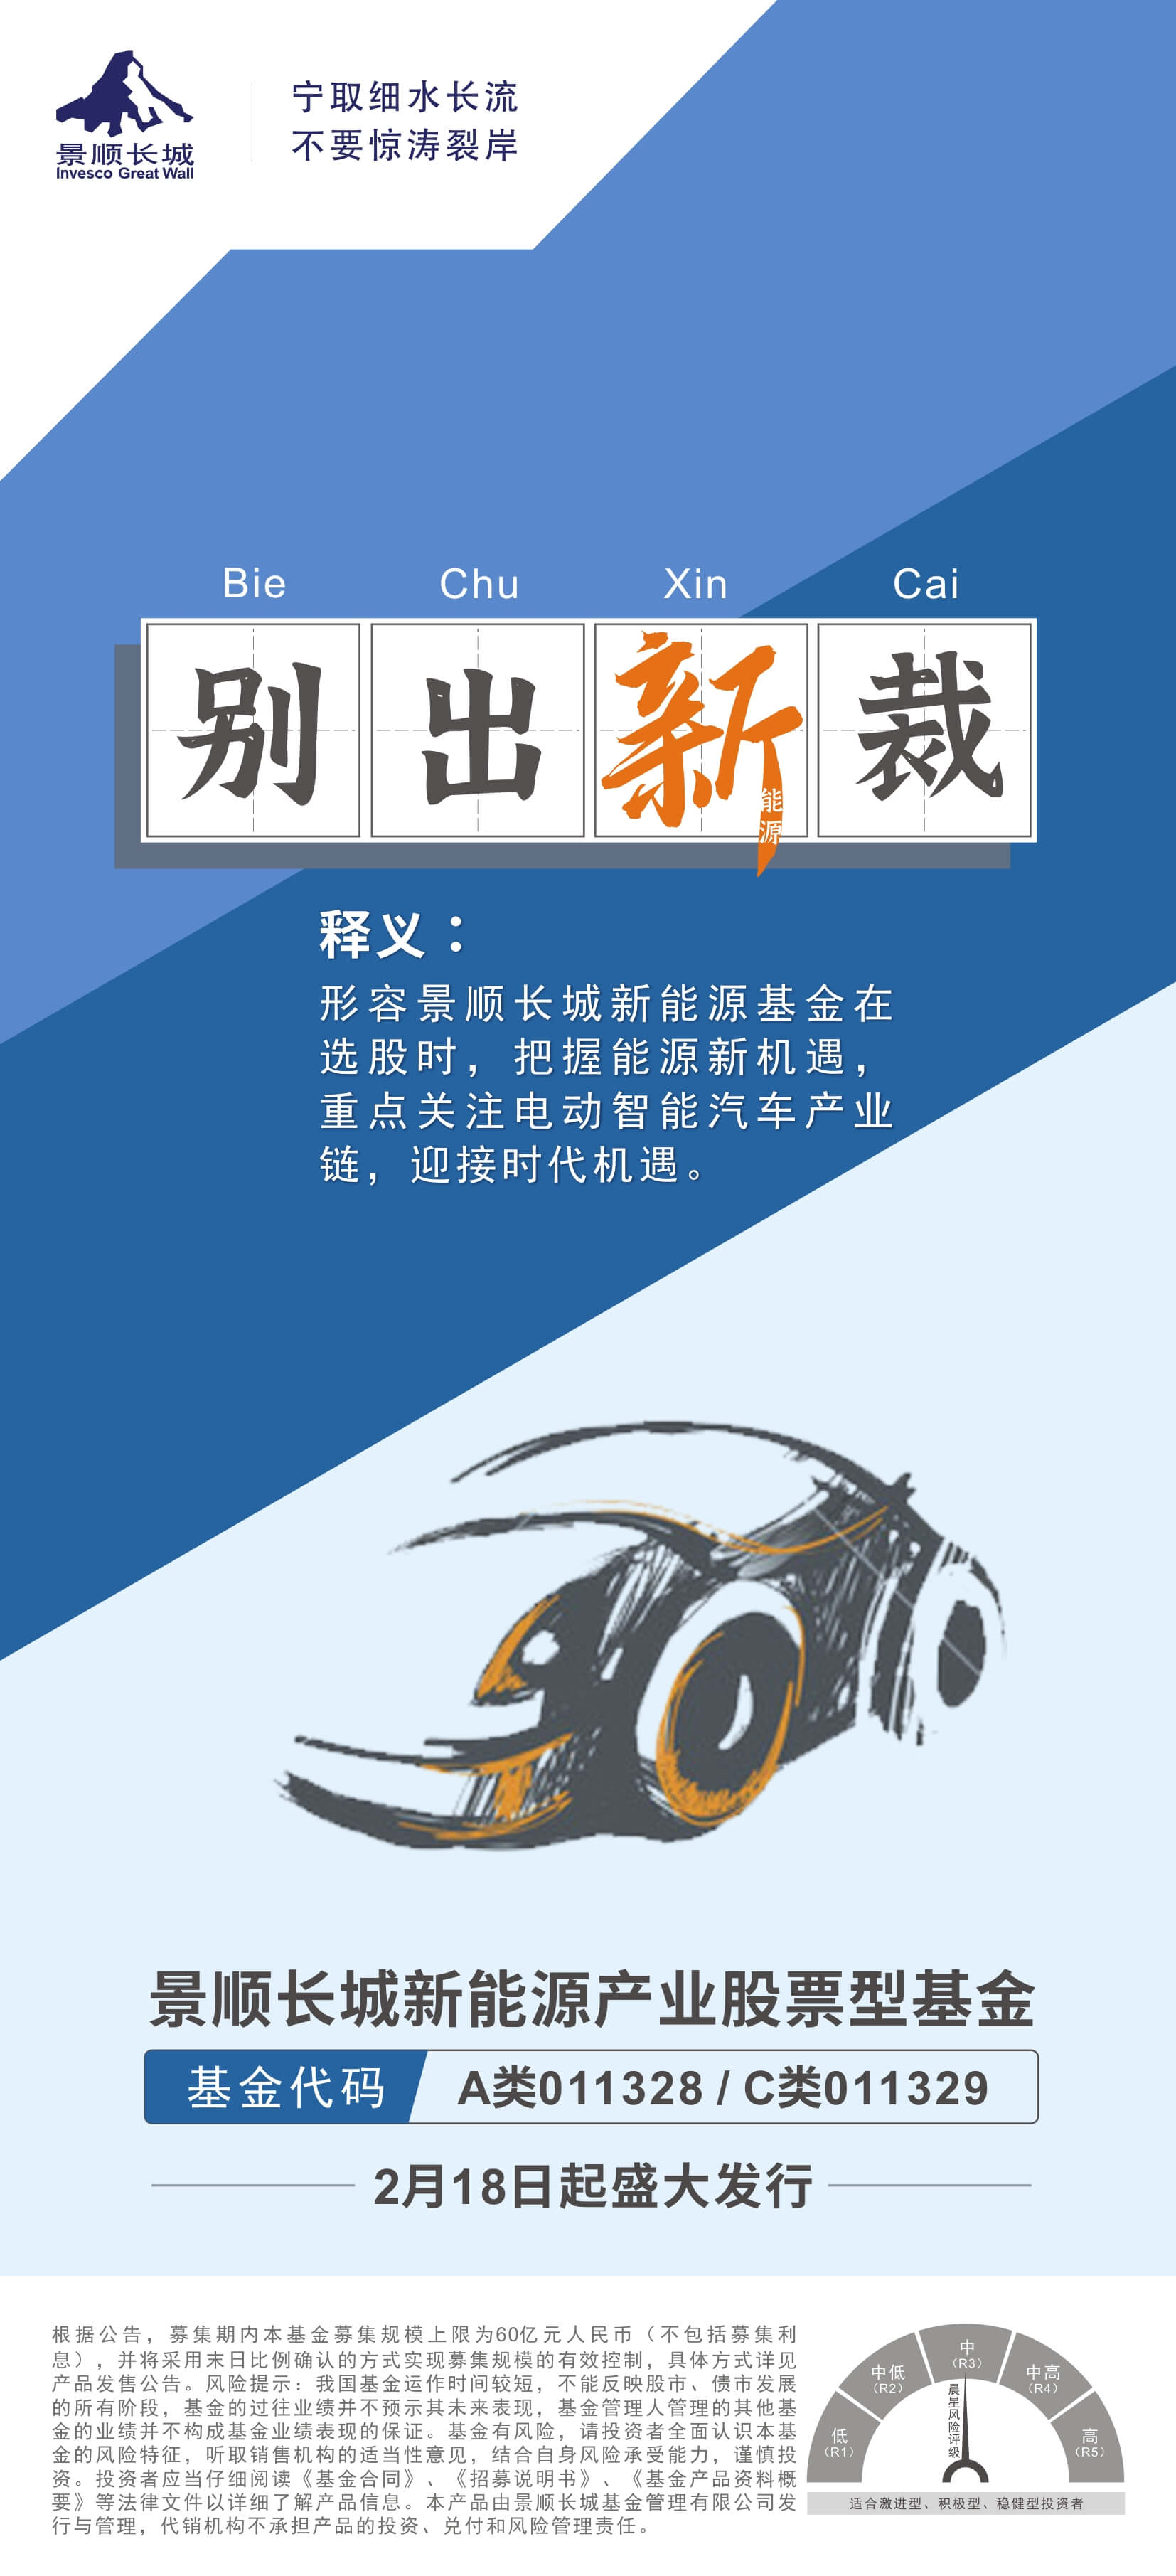 景顺长城
Invesco Great Wall
宁取细水长流
不要惊涛裂岸
Bie Chu Xin Cai
别出新裁
能源
释义：
形容景顺长城新能源基金在
选股时，把握能源新机遇，
重点关注电动智能汽车产业
链，迎接时代机遇。
景顺长城新能源产业股票型基金
基金代码 A类011328 / C类011329
2月18日起盛大发行
根据公告，募集期内本基金募集规模上限为60亿元人民币（不包括募集利
息），并将采用末日比例确认的方式实现募集规模的有效控制，具体方式详见
产品发售公告。风险提示：我国基金运作时间较短，不能反映股市、债市发展
的所有阶段，基金的过往业绩并不预示其未来表现，基金管理人管理的其他基
金的业绩并不构成基金业绩表现的保证。基金有风险，请投资者全面认识本基
金的风险特征，听取销售机构的适当性意见，结合自身风险承受能力，谨慎投
资。投资者应当仔细阅读《基金合同》、《招募说明书》、《基金产品资料概
要》等法律文件以详细了解产品信息。本产品由景顺长城基金管理有限公司发
行与管理，代销机构不承担产品的投资、兑付和风险管理责任。
低
（R1）
中低
（R2）
中
（R3）
中高
（R4）
高
（R5）
晨星风险评级
适合激进型、积极型、稳健型投资者